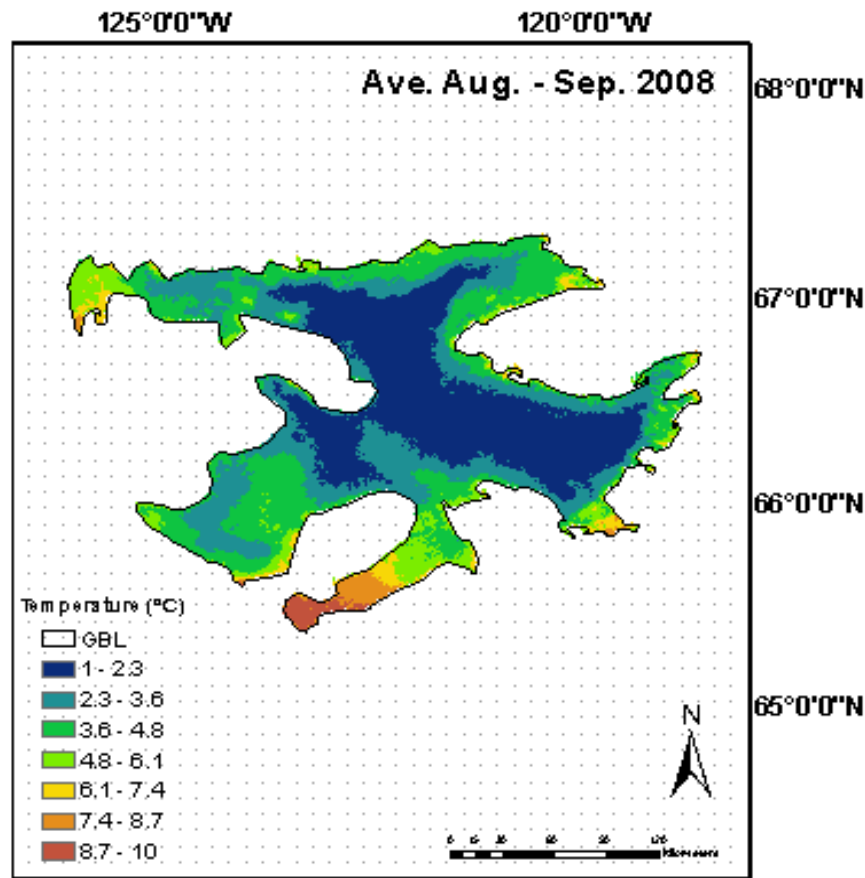 125°0'0"W 120°0'0"W
Ave. Aug. - Sep. 2008
68°0'0"N
67°0'0"N
66°0'0"N
65°0'0"N
Temperature (°C)
GBL
1 - 2.3
2.3 - 3.6
3.6 - 4.8
4.8 - 6.1
6.1 - 7.4
7.4 - 8.7
8.7 - 10
N
Kilometers